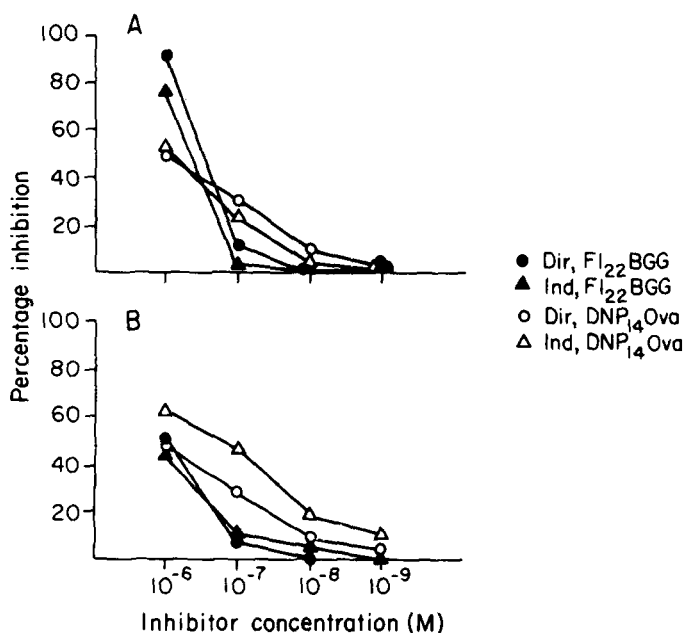 A
100
80
60
40
20
B
100
80
60
40
20
Percentage inhibition
10⁻⁶ 10⁻⁷ 10⁻⁸ 10⁻⁹
Inhibitor concentration (M)
Dir, Fl₂₂BGG
Ind, Fl₂₂BGG
Dir, DNP₁₄Ova
Ind, DNP₁₄Ova